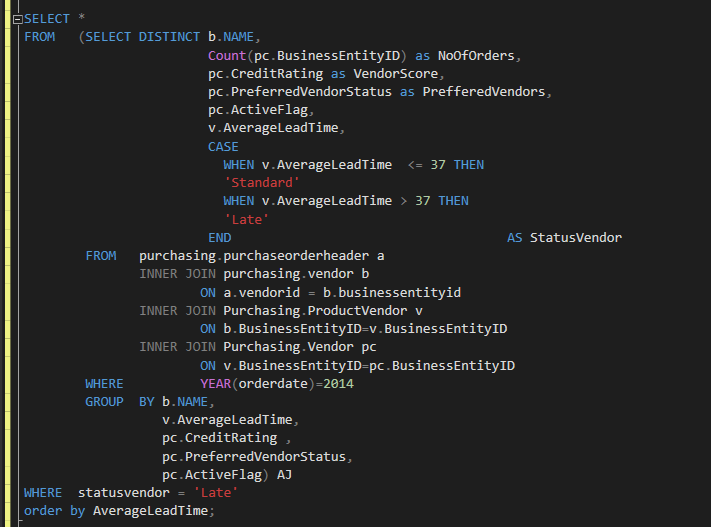 SELECT *
FROM (SELECT DISTINCT b.NAME,
Count(pc.BusinessEntityID) as NoOfOrders,
pc.CreditRating as VendorScore,
pc.PreferredVendorStatus as PrefferedVendors,
pc.ActiveFlag,
v.AverageLeadTime,
CASE
WHEN v.AverageLeadTime <= 37 THEN
'Standard'
WHEN v.AverageLeadTime > 37 THEN
'Late'
END AS StatusVendor
FROM purchasing.purchaseorderheader a
INNER JOIN purchasing.vendor b
ON a.vendorid = b.businessentityid
INNER JOIN Purchasing.ProductVendor v
ON b.BusinessEntityID=v.BusinessEntityID
INNER JOIN Purchasing.Vendor pc
ON v.BusinessEntityID=pc.BusinessEntityID
WHERE YEAR(orderdate)=2014
GROUP BY b.NAME,
v.AverageLeadTime,
pc.CreditRating ,
pc.PreferredVendorStatus,
pc.ActiveFlag) AJ
WHERE statusvendor = 'Late'
order by AverageLeadTime;